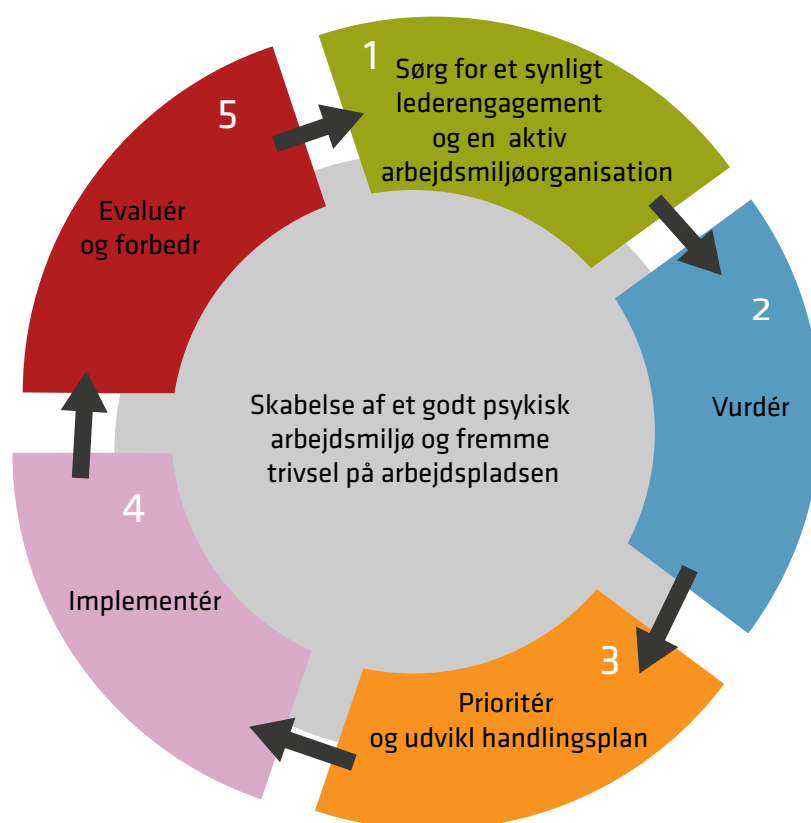 1
Sørg for et synligt
lederengagement
og en aktiv
arbejdsmiljøorganisation
2
Vurdér
3
Prioritér
og udvikl handlingsplan
4
Implementér
5
Evaluér
og forbedr
Skabelse af et godt psykisk
arbejdsmiljø og fremme
trivsel på arbejdspladsen